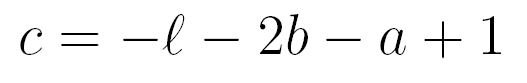 c = −ℓ − 2b − a + 1